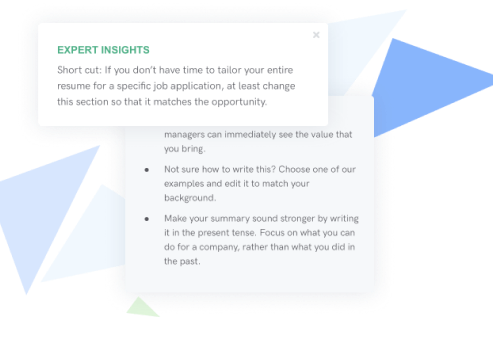 EXPERT INSIGHTS
Short cut: If you don't have time to tailor your entire
resume for a specific job application, at least change
this section so that it matches the opportunity.
managers can immediately see the value that
you bring.
● Not sure how to write this? Choose one of our
examples and edit it to match your
background.
● Make your summary sound stronger by writing
it in the present tense. Focus on what you can
do for a company, rather than what you did in
the past.